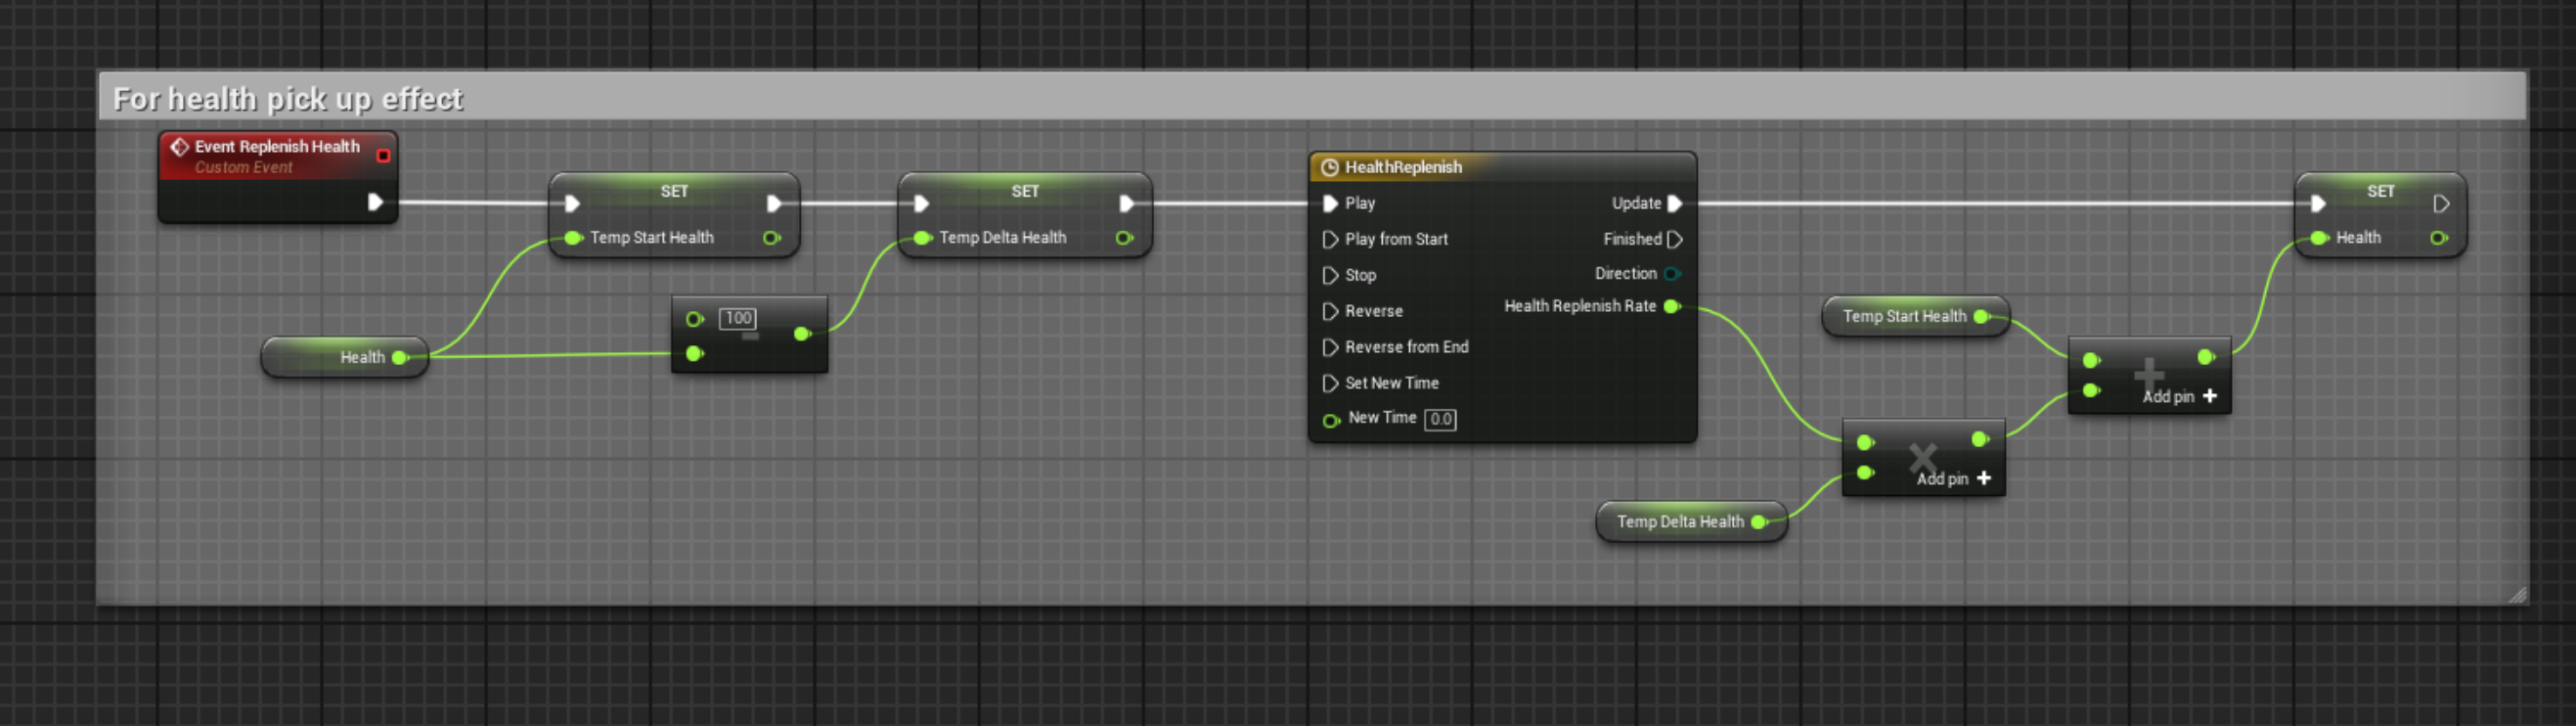 For health pick up effect
Event Replenish Health
Custom Event
SET
Temp Start Health
SET
Temp Delta Health
Health
100
HealthReplenish
Play
Update
Play from Start
Finished
Stop
Direction
Reverse
Health Replenish Rate
Reverse from End
Set New Time
New Time 0.0
Temp Start Health
Add pin +
Temp Delta Health
Add pin +
SET
Health